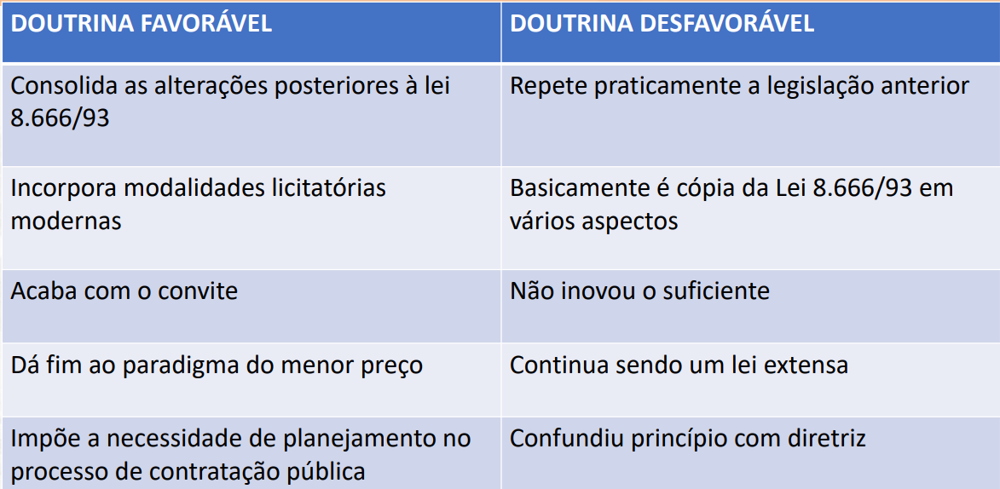 DOUTRINA FAVORÁVEL
DOUTRINA DESFAVORÁVEL
Consolida as alterações posteriores à lei
8.666/93
Repete praticamente a legislação anterior
Incorpora modalidades licitatórias
modernas
Basicamente é cópia da Lei 8.666/93 em
vários aspectos
Acaba com o convite
Não inovou o suficiente
Dá fim ao paradigma do menor preço
Continua sendo um lei extensa
Impõe a necessidade de planejamento no
processo de contratação pública
Confundiu princípio com diretriz